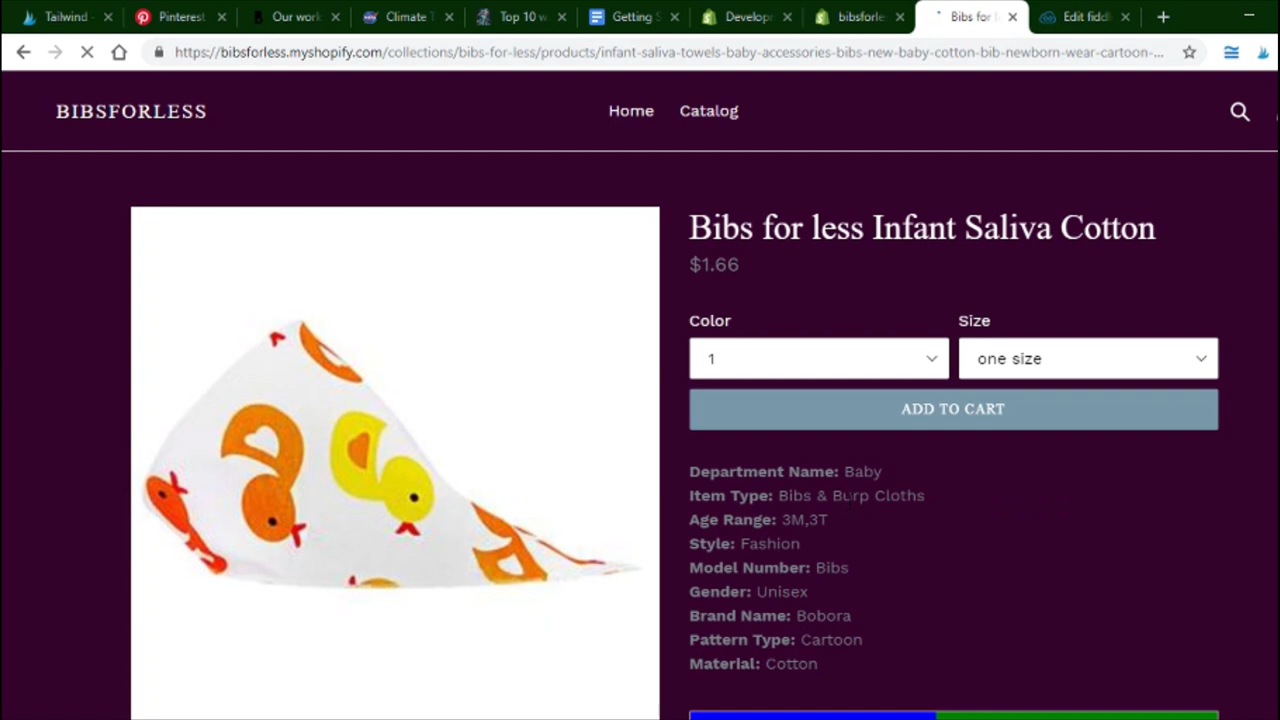 Tailwind
Pinterest
Our work
Climate T
Top 10 w
Getting S
Develop
bibsforle
Bibs for l
Edit fiddl
https://bibsforless.myshopify.com/collections/bibs-for-less/products/infant-saliva-towels-baby-accessories-bibs-new-baby-cotton-bib-newborn-wear-cartoon-...
BIBSFORLESS
Home
Catalog
Bibs for less Infant Saliva Cotton
$1.66
Color
Size
1
one size
ADD TO CART
Department Name: Baby
Item Type: Bibs & Burp Cloths
Age Range: 3M,3T
Style: Fashion
Model Number: Bibs
Gender: Unisex
Brand Name: Bobora
Pattern Type: Cartoon
Material: Cotton